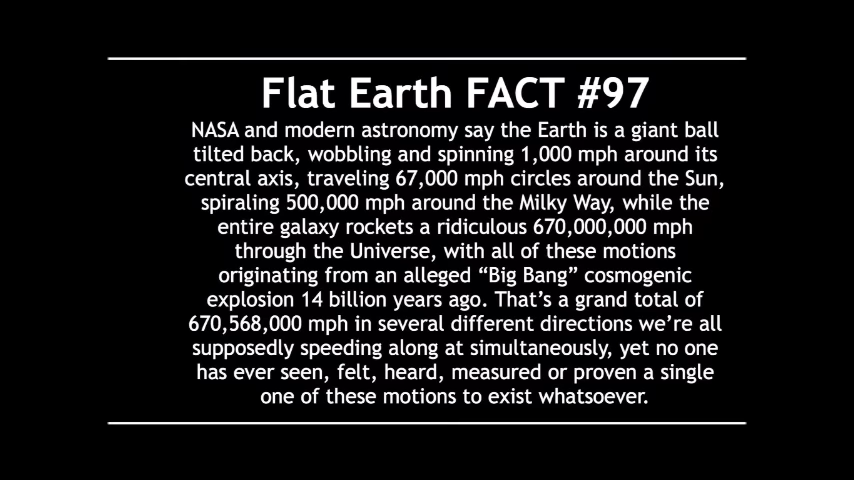 Flat Earth FACT #97
NASA and modern astronomy say the Earth is a giant ball
tilted back, wobbling and spinning 1,000 mph around its
central axis, traveling 67,000 mph circles around the Sun,
spiraling 500,000 mph around the Milky Way, while the
entire galaxy rockets a ridiculous 670,000,000 mph
through the Universe, with all of these motions
originating from an alleged “Big Bang” cosmogenic
explosion 14 billion years ago. That’s a grand total of
670,568,000 mph in several different directions we’re all
supposedly speeding along at simultaneously, yet no one
has ever seen, felt, heard, measured or proven a single
one of these motions to exist whatsoever.